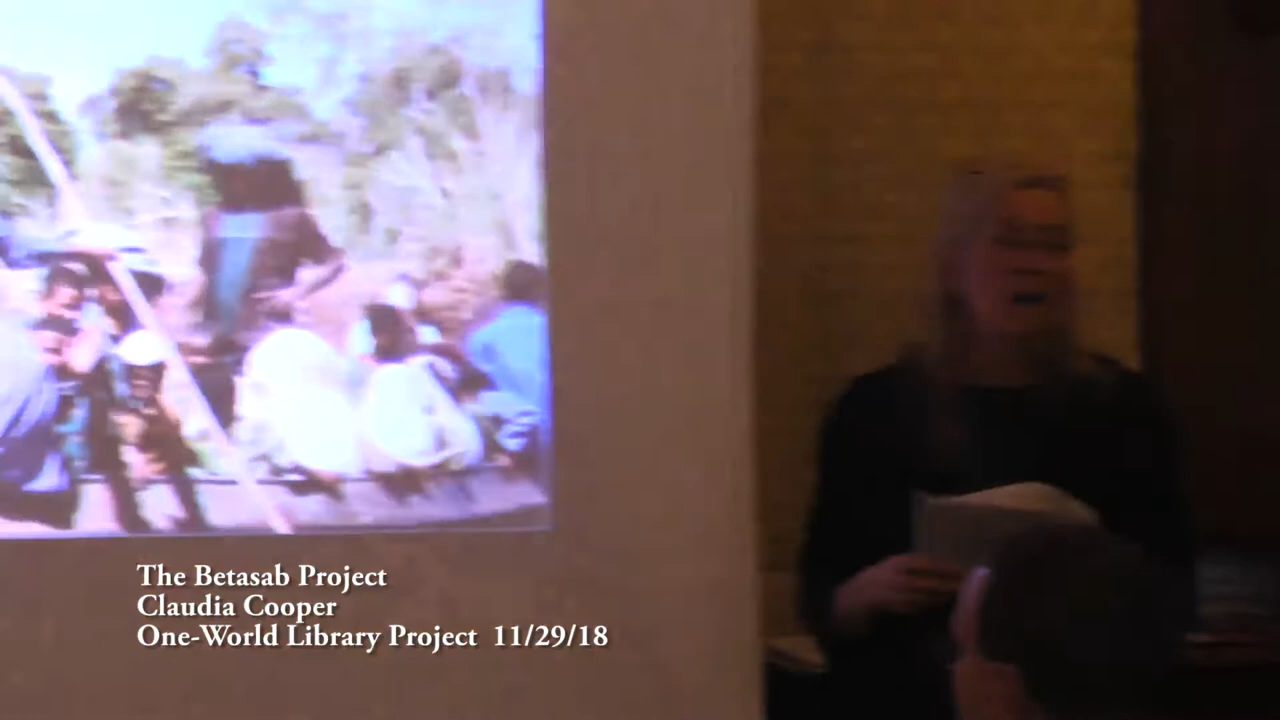 The Betasab Project
Claudia Cooper
One-World Library Project 11/29/18